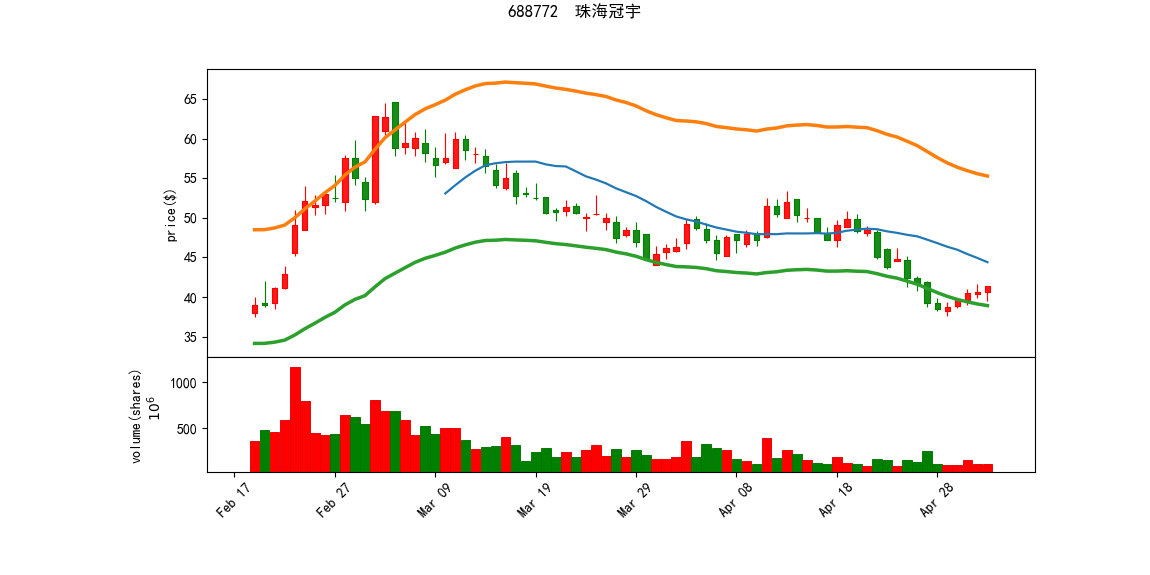 688772 珠海冠宇
price($)
65
60
55
50
45
40
35
volume(shares)
10^6
1000
500
Feb 17
Feb 27
Mar 09
Mar 19
Mar 29
Apr 08
Apr 18
Apr 28